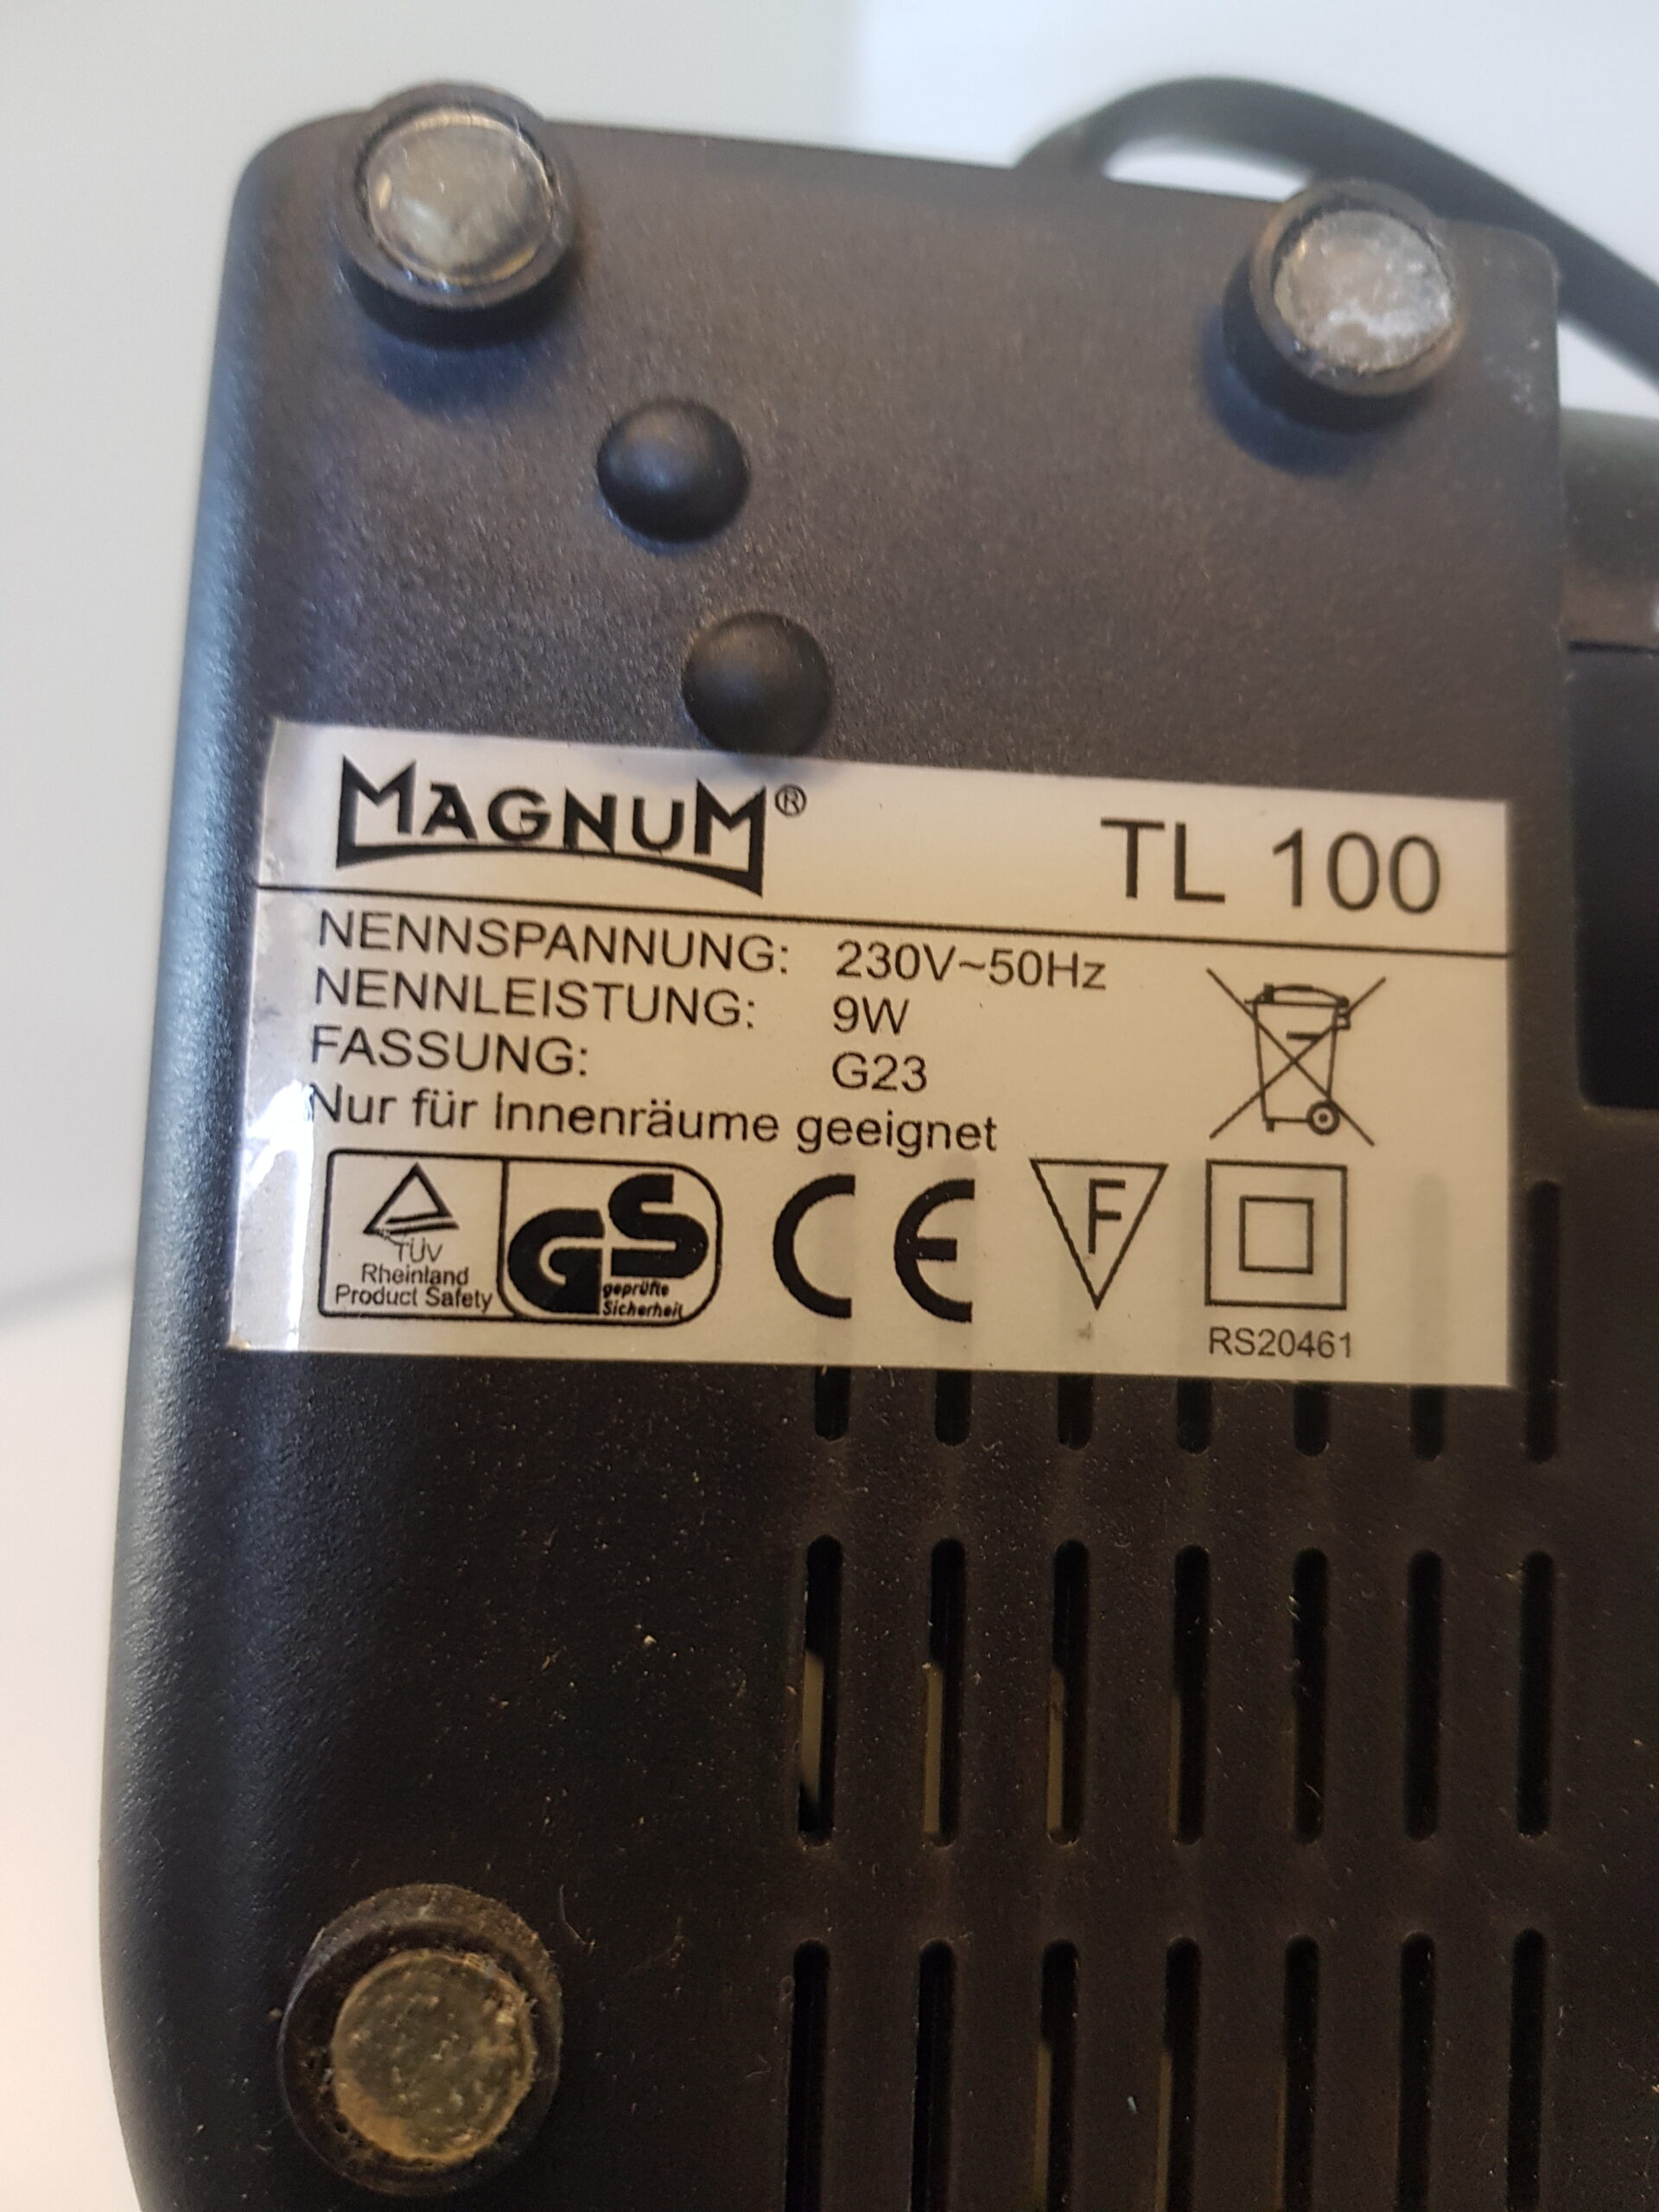 MAGNUM® TL 100
NENNSPANNUNG: 230V~50Hz
NENNLEISTUNG: 9W
FASSUNG: G23
Nur für Innenräume geeignet
TÜV
Rheinland
Product Safety
GS
geprüfte
Sicherheit
CE
F
RS20461